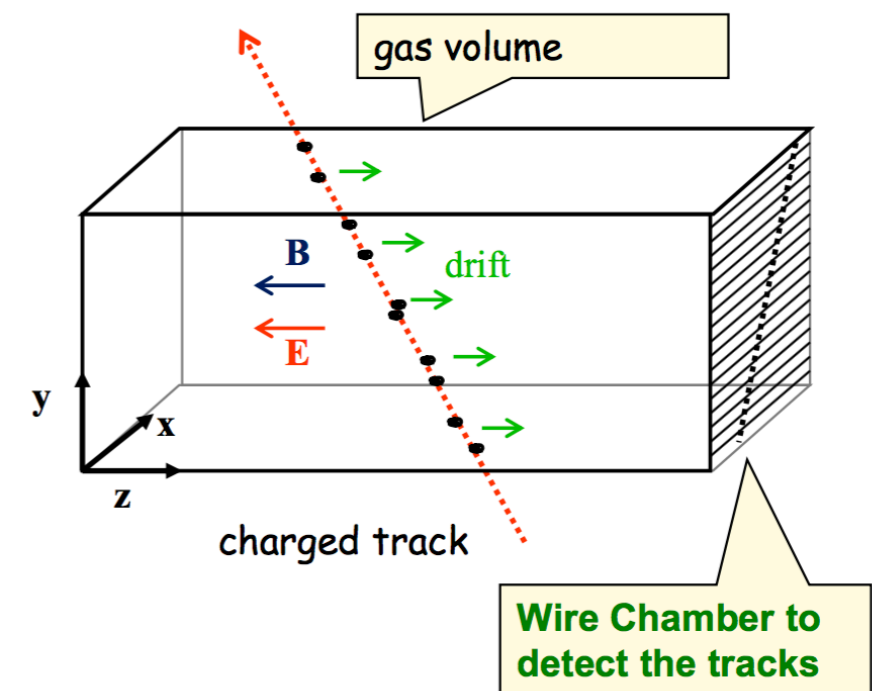 gas volume
B
drift
E
y
x
z
charged track
Wire Chamber to
detect the tracks